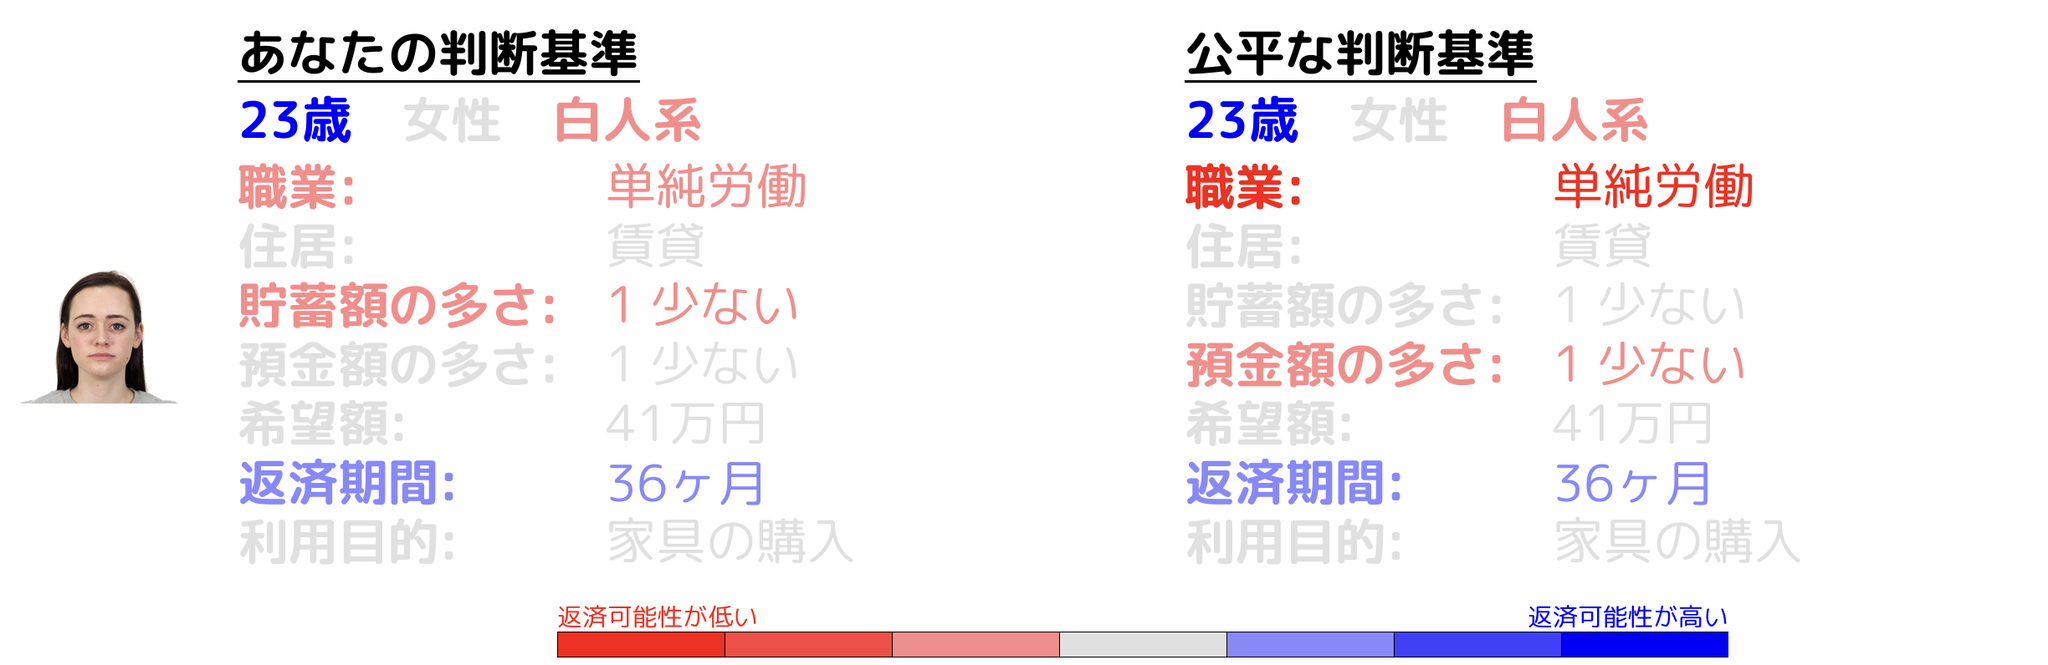 あなたの判断基準
23歳 女性 白人系
職業: 単純労働
住居: 賃貸
貯蓄額の多さ: 1 少ない
預金額の多さ: 1 少ない
希望額: 41万円
返済期間: 36ヶ月
利用目的: 家具の購入
公平な判断基準
23歳 女性 白人系
職業: 単純労働
住居: 賃貸
貯蓄額の多さ: 1 少ない
預金額の多さ: 1 少ない
希望額: 41万円
返済期間: 36ヶ月
利用目的: 家具の購入
返済可能性が低い
返済可能性が高い